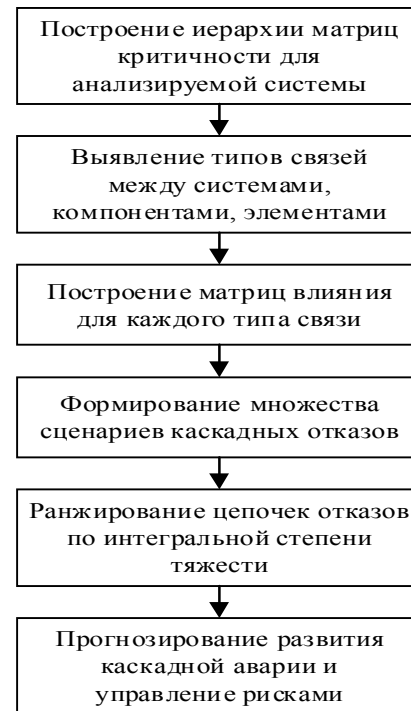 Построение иерархии матриц
критичности для
анализируемой системы
Выявление типов связей
между системами,
компонентами, элементами
Построение матриц влияния
для каждого типа связи
Формирование множества
сценариев каскадных отказов
Ранжирование цепочек отказов
по интегральной степени
тяжести
Прогнозирование развития
каскадной аварии и
управление рисками